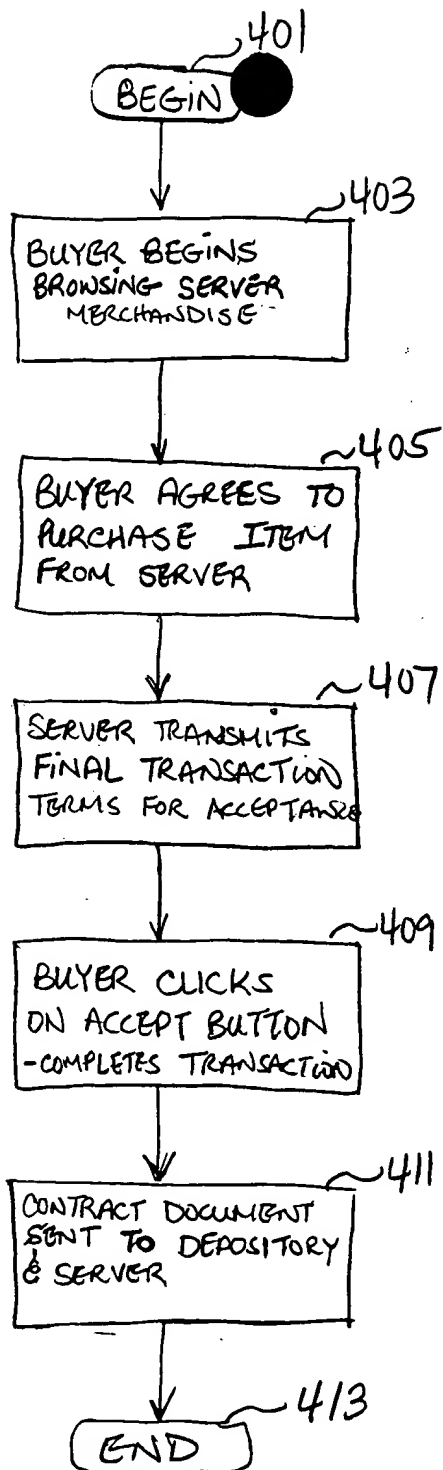 401
BEGIN
403
BUYER BEGINS
BROWSING SERVER
MERCHANDISE
405
BUYER AGREES TO
PURCHASE ITEM
FROM SERVER
407
SERVER TRANSMITS
FINAL TRANSACTION
TERMS FOR ACCEPTANCE
409
BUYER CLICKS
ON ACCEPT BUTTON
-COMPLETES TRANSACTION
411
CONTRACT DOCUMENT
SENT TO DEPOSITORY
& SERVER
413
END